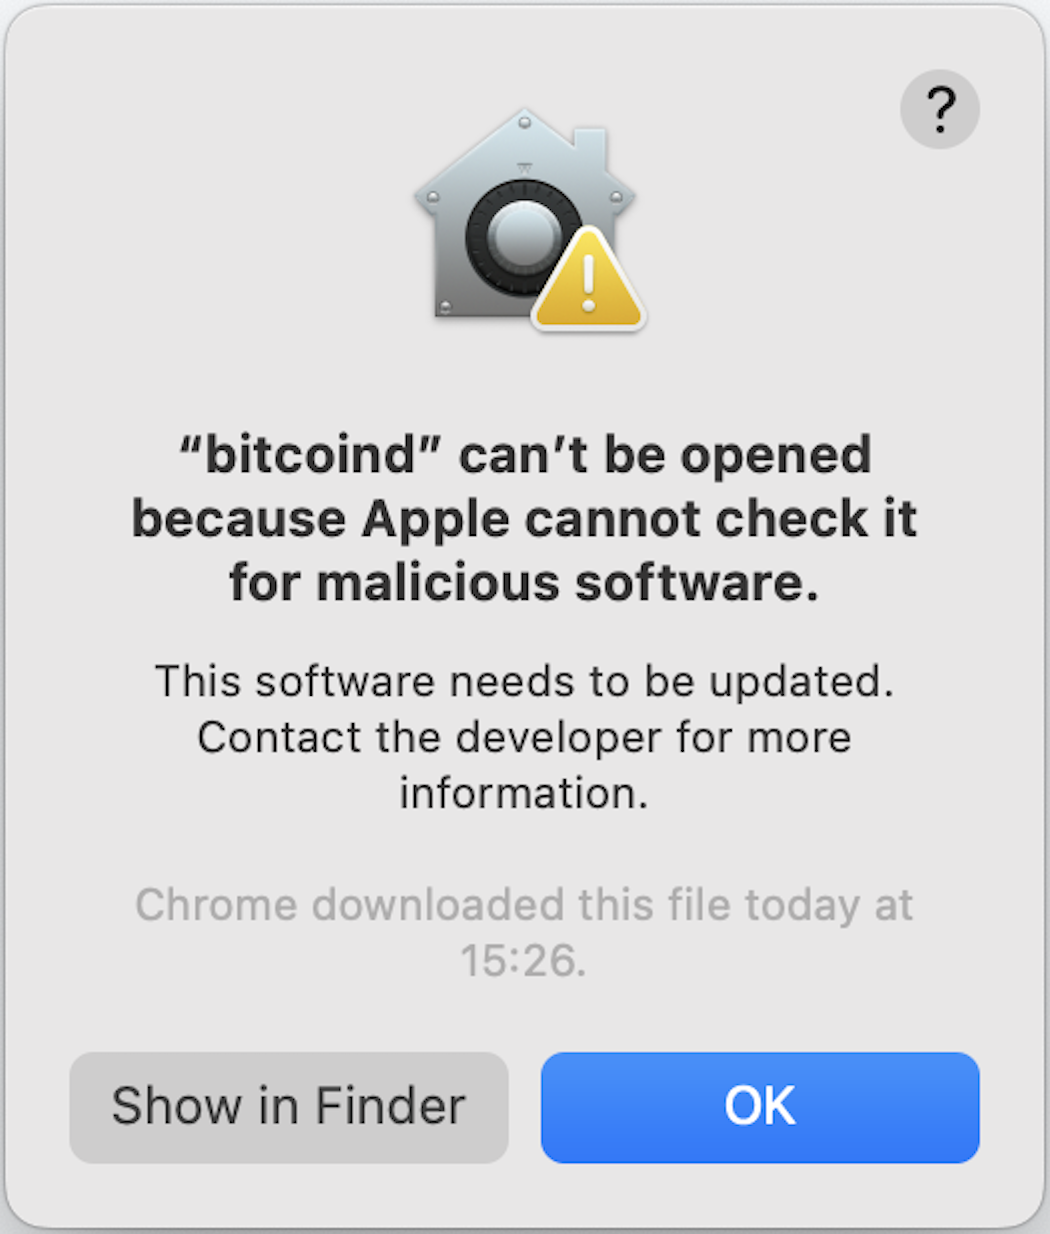 ?
“bitcoind” can’t be opened
because Apple cannot check it
for malicious software.
This software needs to be updated.
Contact the developer for more
information.
Chrome downloaded this file today at
15:26.
Show in Finder
OK